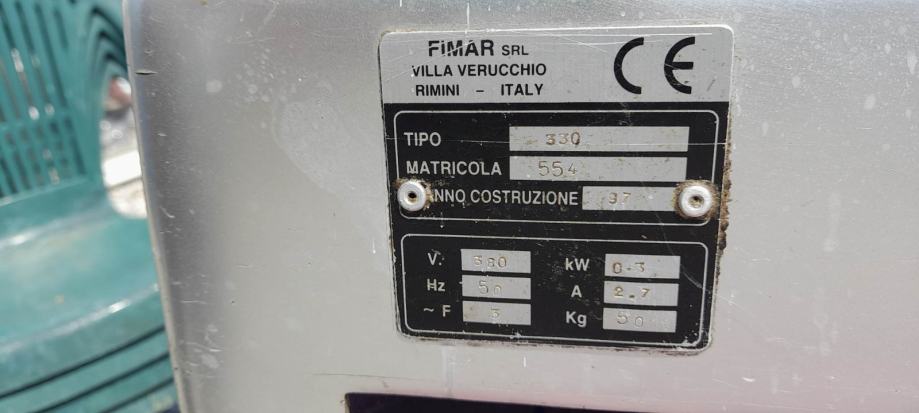 FIMAR SRL
VILLA VERUCCHIO
RIMINI - ITALY
CE
TIPO 330
MATRICOLA 554
ANNO COSTRUZIONE 97
V. 380 kW 0.3
Hz 50 A 2.7
~ F 3 Kg 50